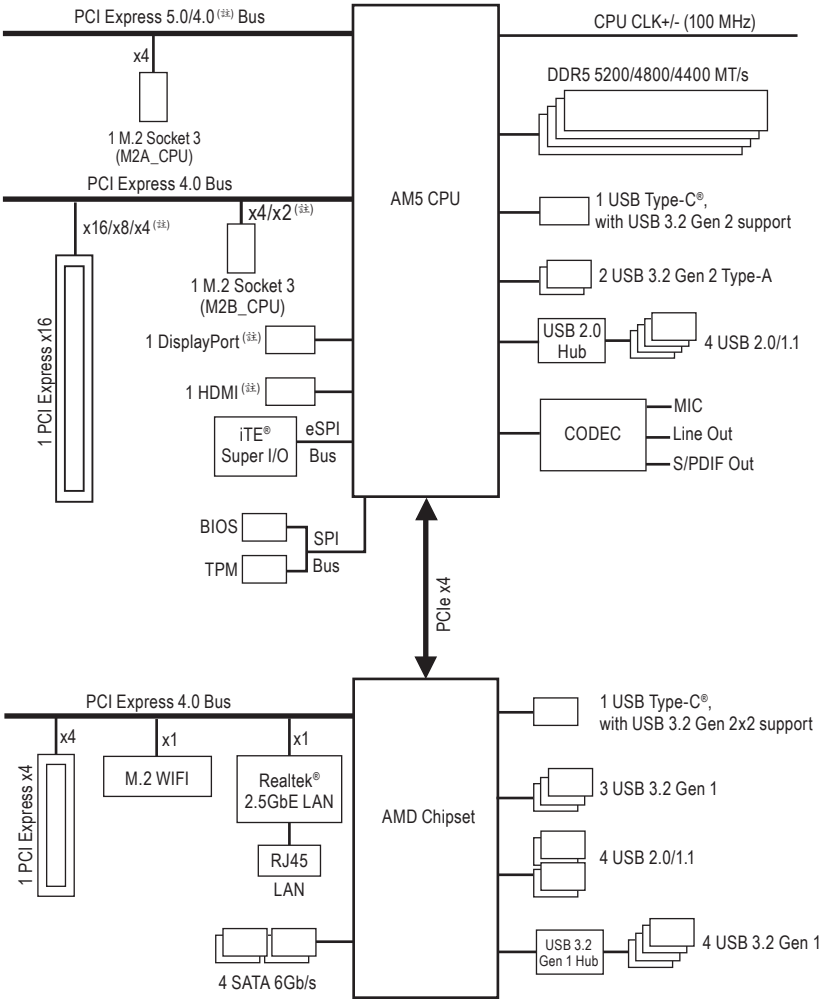 PCI Express 5.0/4.0 (註) Bus
CPU CLK+/- (100 MHz)
x4
DDR5 5200/4800/4400 MT/s
1 M.2 Socket 3
(M2A_CPU)
PCI Express 4.0 Bus
AM5 CPU
x16/x8/x4 (註)
x4/x2 (註)
1 USB Type-C®,
with USB 3.2 Gen 2 support
1 M.2 Socket 3
(M2B_CPU)
2 USB 3.2 Gen 2 Type-A
1 PCI Express x16
1 DisplayPort (註)
USB 2.0
Hub
4 USB 2.0/1.1
1 HDMI (註)
iTE®
Super I/O
eSPI
Bus
CODEC
MIC
Line Out
S/PDIF Out
BIOS
TPM
SPI
Bus
PCIe x4
PCI Express 4.0 Bus
x4
x1
x1
1 USB Type-C®,
with USB 3.2 Gen 2x2 support
1 PCI Express x4
M.2 WIFI
Realtek®
2.5GbE LAN
AMD Chipset
3 USB 3.2 Gen 1
RJ45
LAN
4 USB 2.0/1.1
4 SATA 6Gb/s
USB 3.2
Gen 1 Hub
4 USB 3.2 Gen 1